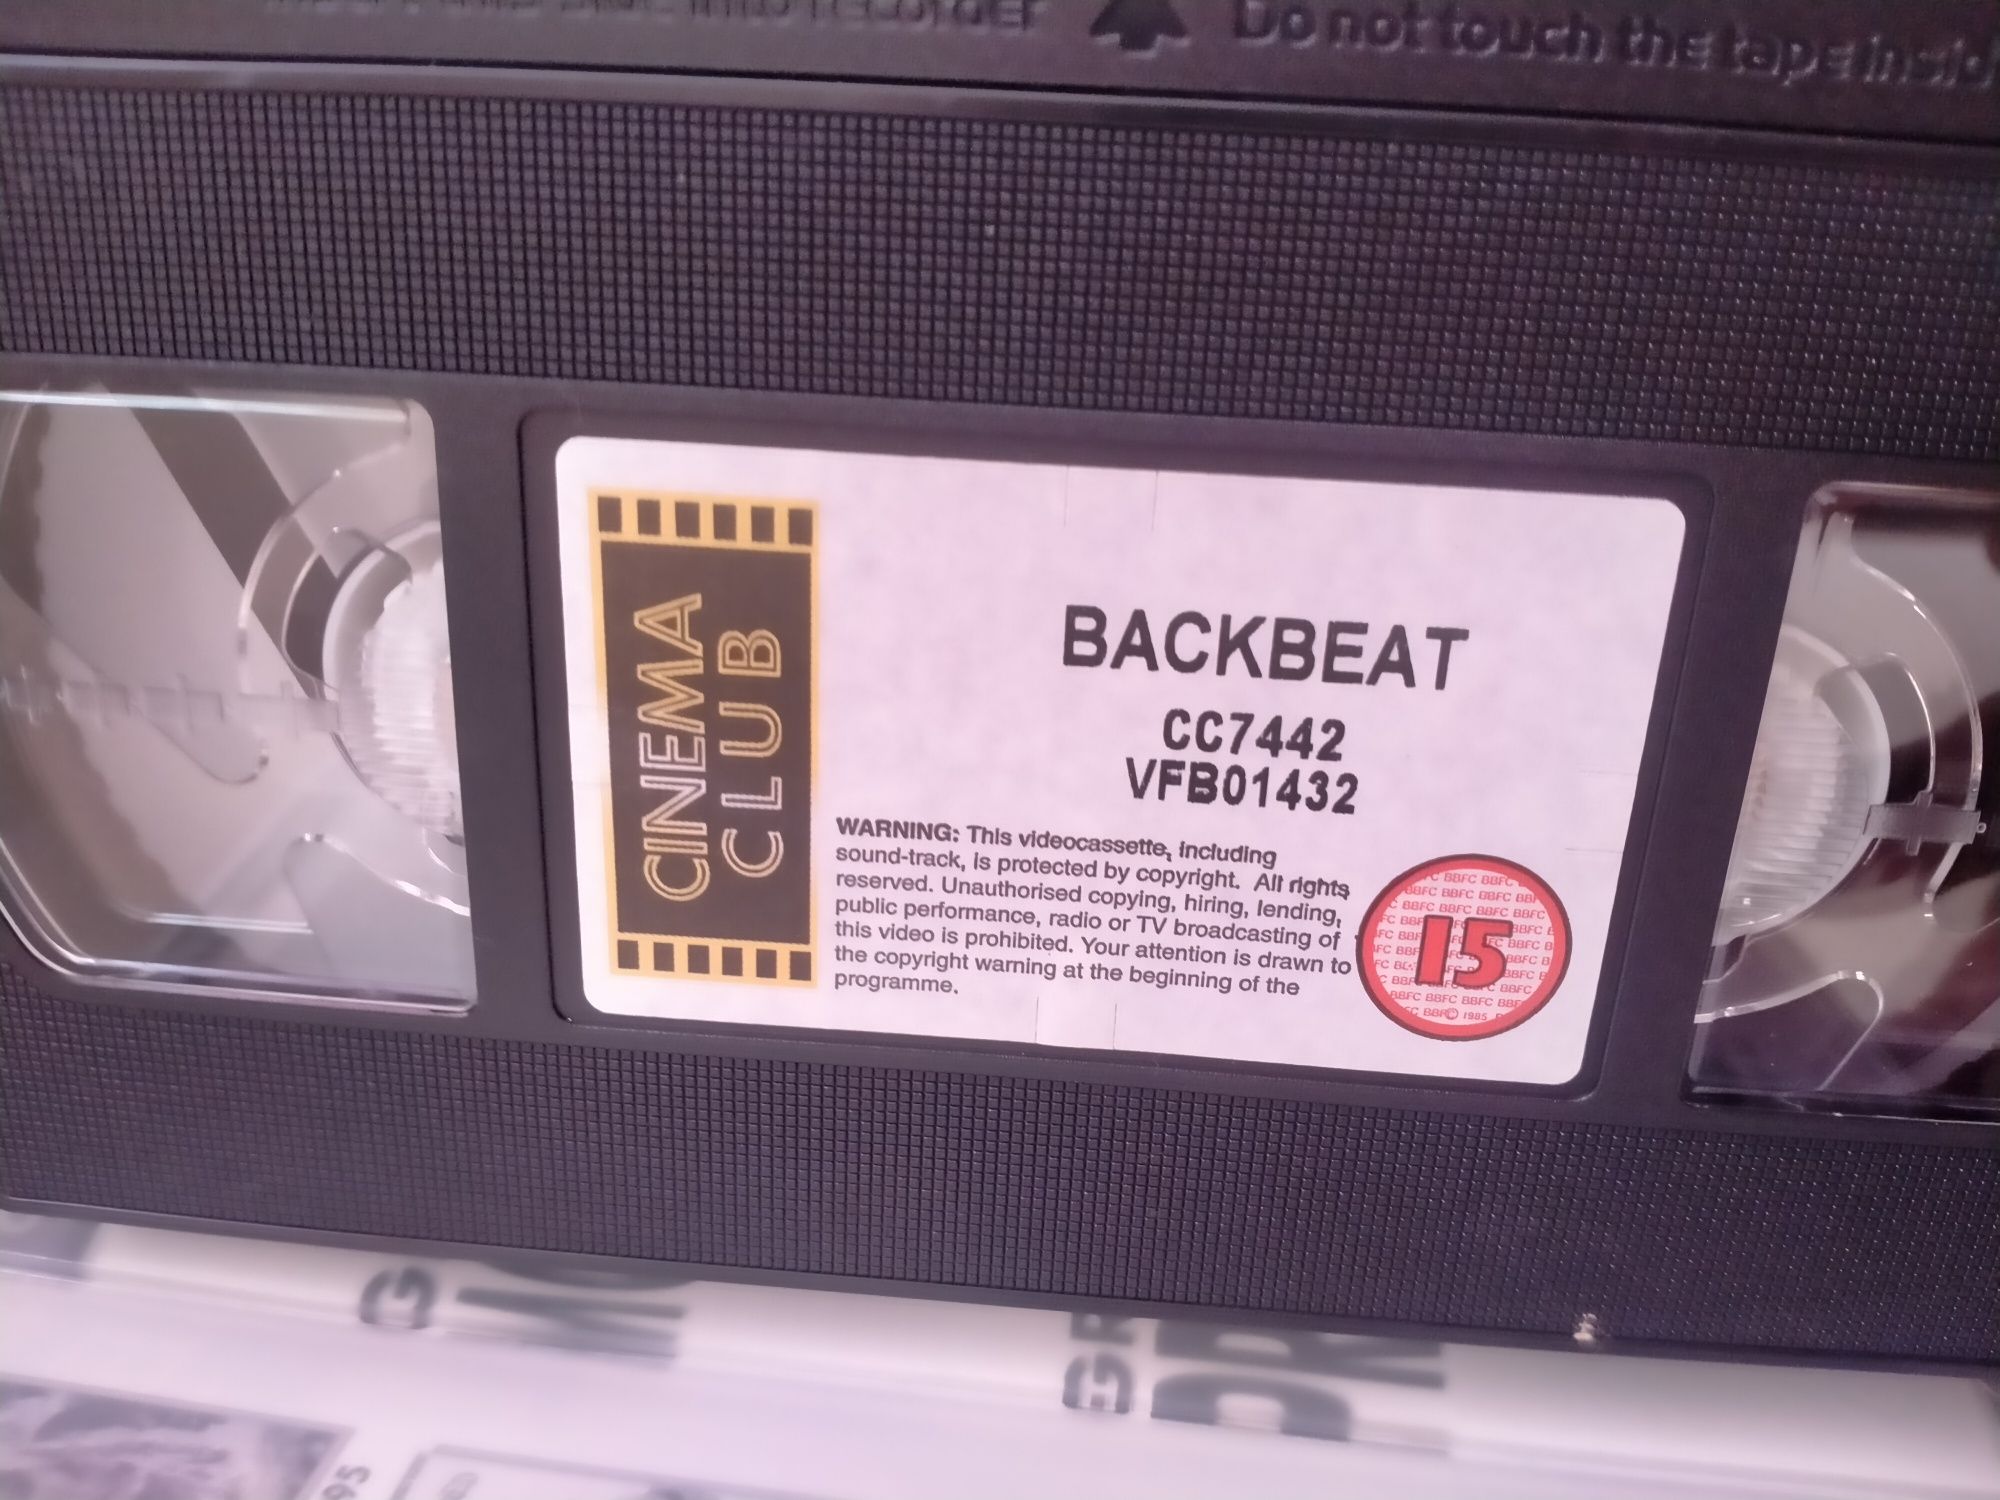 Do not touch the tape insid
CINEMA
CLUB
BACKBEAT
CC7442
VFB01432
WARNING: This videocassette, including
sound-track, is protected by copyright. All rights
reserved. Unauthorised copying, hiring, lending,
public performance, radio or TV broadcasting of
this video is prohibited. Your attention is drawn to
the copyright warning at the beginning of the
programme.
15